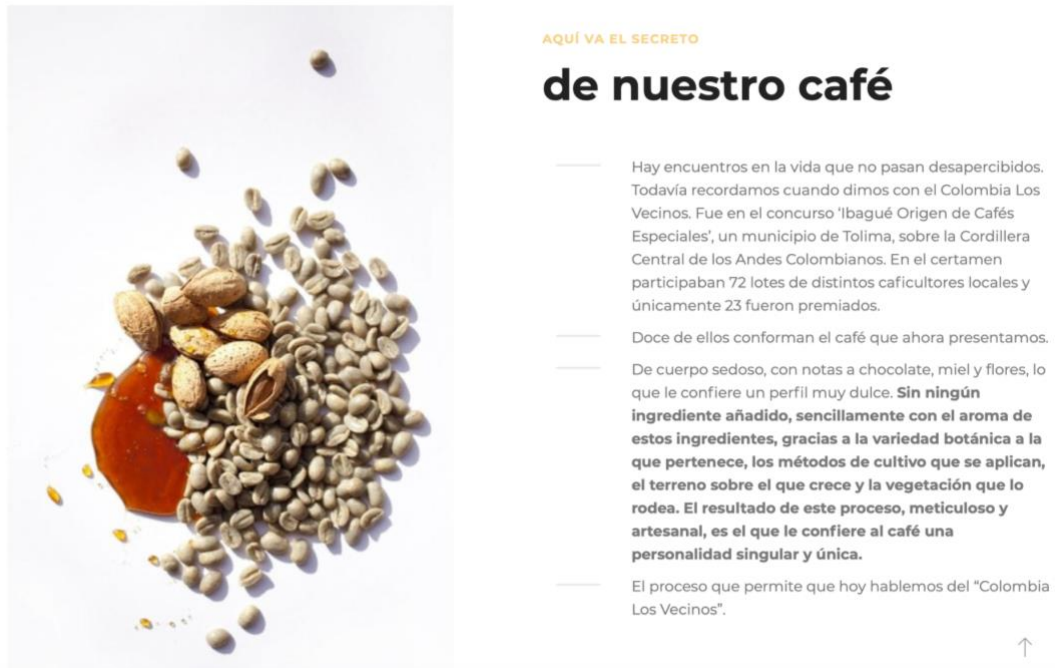 AQUÍ VA EL SECRETO
de nuestro café
Hay encuentros en la vida que no pasan desapercibidos.
Todavía recordamos cuando dimos con el Colombia Los
Vecinos. Fue en el concurso ‘Ibagué Origen de Cafés
Especiales’, un municipio de Tolima, sobre la Cordillera
Central de los Andes Colombianos. En el certamen
participaban 72 lotes de distintos caficultores locales y
únicamente 23 fueron premiados.
Doce de ellos conforman el café que ahora presentamos.
De cuerpo sedoso, con notas a chocolate, miel y flores, lo
que le confiere un perfil muy dulce. Sin ningún
ingrediente añadido, sencillamente con el aroma de
estos ingredientes, gracias a la variedad botánica a la
que pertenece, los métodos de cultivo que se aplican,
el terreno sobre el que crece y la vegetación que lo
rodea. El resultado de este proceso, meticuloso y
artesanal, es el que le confiere al café una
personalidad singular y única.
El proceso que permite que hoy hablemos del “Colombia
Los Vecinos”.